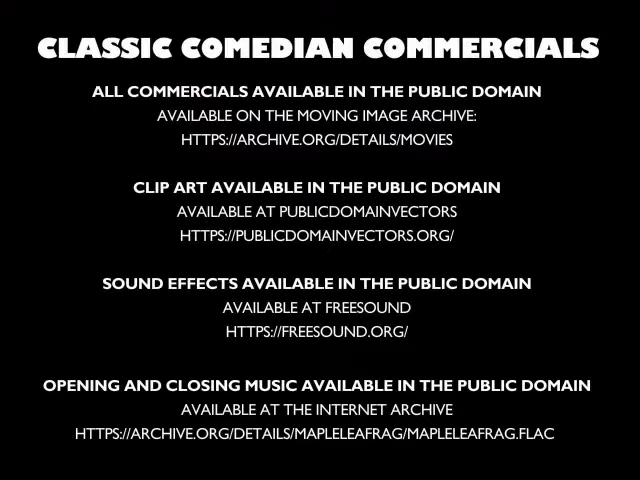 CLASSIC COMEDIAN COMMERCIALS
ALL COMMERCIALS AVAILABLE IN THE PUBLIC DOMAIN
AVAILABLE ON THE MOVING IMAGE ARCHIVE:
HTTPS://ARCHIVE.ORG/DETAILS/MOVIES
CLIP ART AVAILABLE IN THE PUBLIC DOMAIN
AVAILABLE AT PUBLICDOMAINVECTORS
HTTPS://PUBLICDOMAINVECTORS.ORG/
SOUND EFFECTS AVAILABLE IN THE PUBLIC DOMAIN
AVAILABLE AT FREESOUND
HTTPS://FREESOUND.ORG/
OPENING AND CLOSING MUSIC AVAILABLE IN THE PUBLIC DOMAIN
AVAILABLE AT THE INTERNET ARCHIVE
HTTPS://ARCHIVE.ORG/DETAILS/MAPLELEAFRAG/MAPLELEAFRAG.FLAC